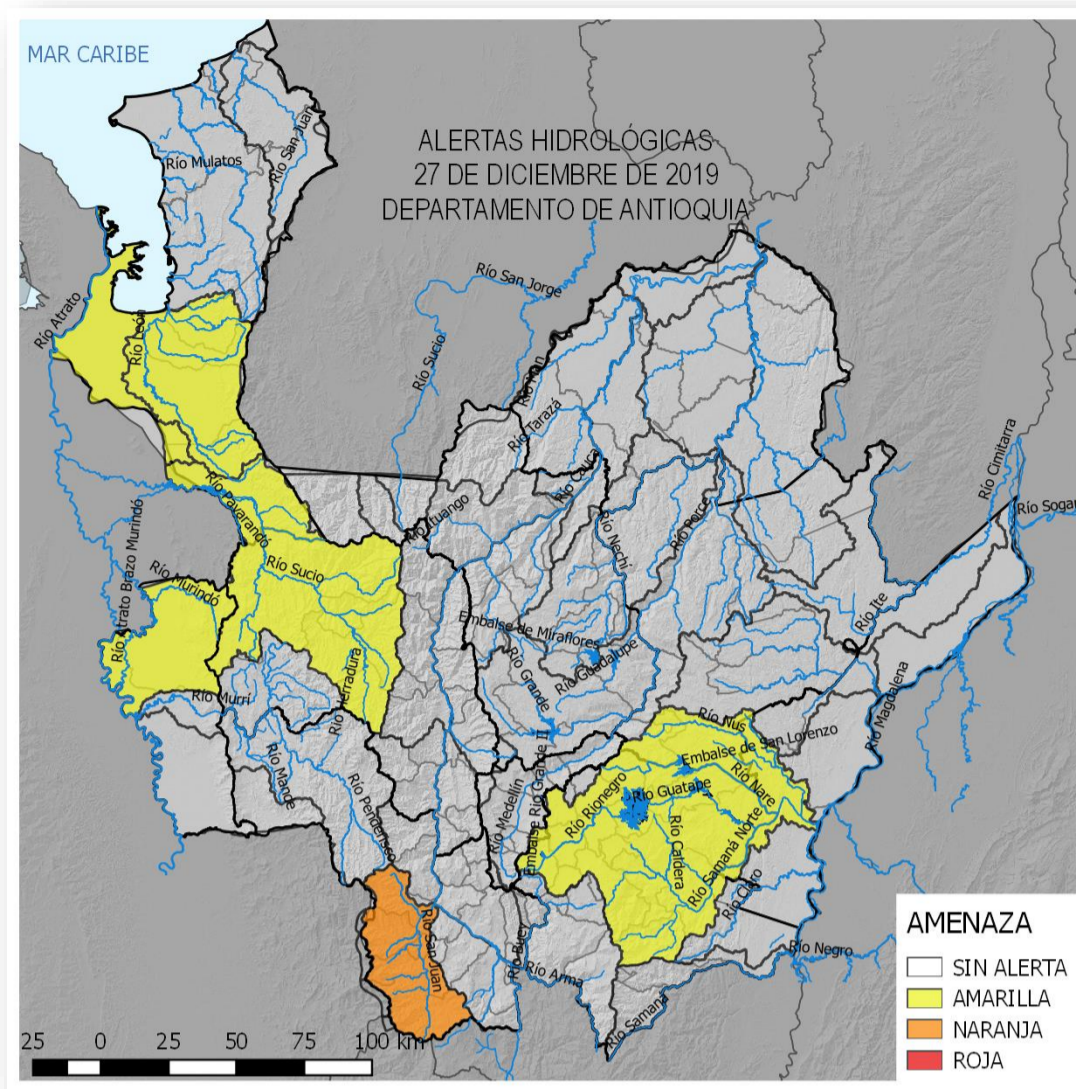 MAR CARIBE
ALERTAS HIDROLÓGICAS
27 DE DICIEMBRE DE 2019
DEPARTAMENTO DE ANTIOQUIA
Río Mulatos
Río San Juan
Río San Jorge
Río Atrato
Río León
Río Sucio
Río Man
Río Tarazá
Río Cauca
Río Ituango
Río Nechí
Río Porce
Río Cimitarra
Río Sogar
Río Pavarandó
Río Atrato Brazo Murindó
Río Murindó
Río Sucio
Río Ite
Embalse de Miraflores
Río Guadalupe
Río Grande
Río Herradura
Río Murrí
Río Magdalena
Río Nus
Embalse de San Lorenzo
Río Mande
Río Penderisco
Río Medellín
Embalse Río Grande II
Río Rionegro
Río Guatape
Río Nare
Río Caldera
Río Samaná Norte
Río Claro
Río San Juan
Río Buey
Río Arma
Río Negro
Río Samaná
AMENAZA
SIN ALERTA
AMARILLA
NARANJA
ROJA
25 0 25 50 75 100 km